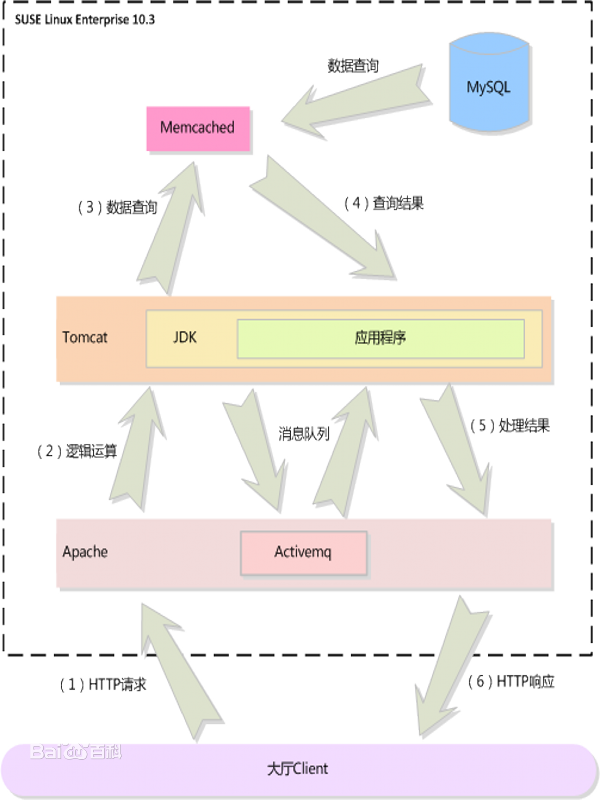 SUSE Linux Enterprise 10.3
数据查询
MySQL
Memcached
（3）数据查询
（4）查询结果
Tomcat
JDK
应用程序
（2）逻辑运算
消息队列
（5）处理结果
Apache
Activemq
（1）HTTP请求
（6）HTTP响应
Bai百科
大厅Client